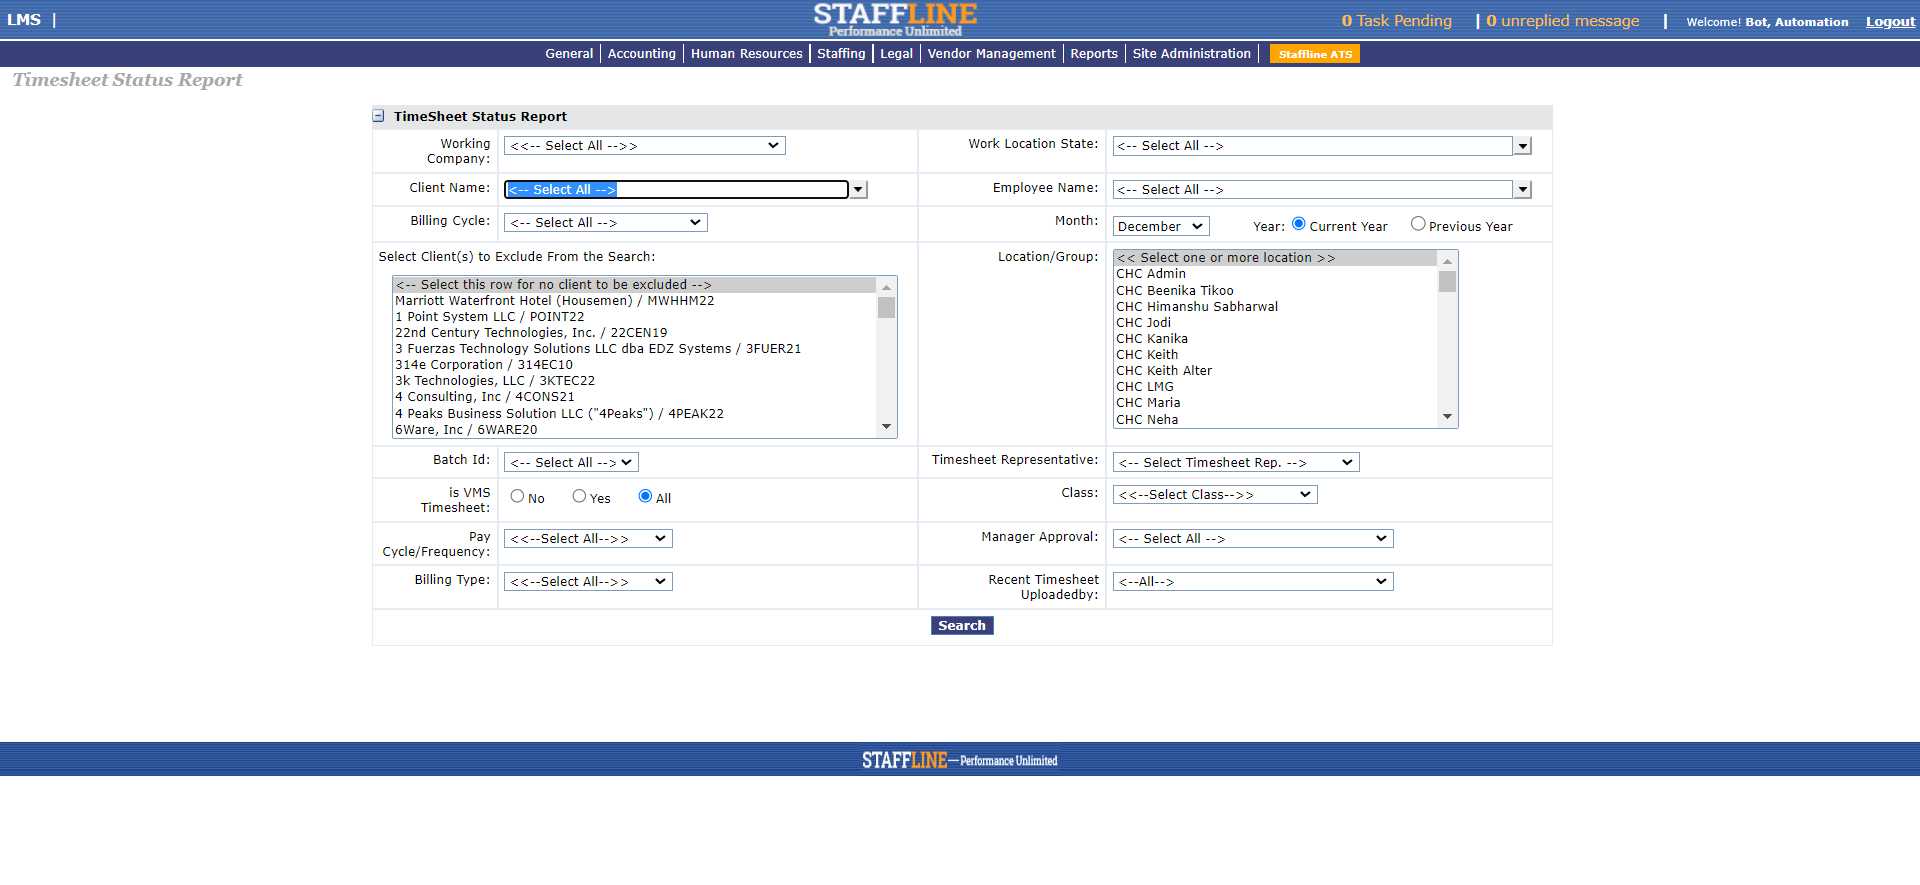 LMS |
STAFFLINE
Performance Unlimited
0 Task Pending | 0 unreplied message | Welcome! Bot, Automation Logout
General Accounting Human Resources Staffing Legal Vendor Management Reports Site Administration Staffline ATS
Timesheet Status Report
TimeSheet Status Report
Working Company: <<-- Select All -->>
Work Location State: <-- Select All -->
Client Name: <-- Select All -->
Employee Name: <-- Select All -->
Billing Cycle: <-- Select All -->
Month: December Year: Current Year Previous Year
Select Client(s) to Exclude From the Search:
<-- Select this row for no client to be excluded -->
Marriott Waterfront Hotel (Housemen) / MWHHM22
1 Point System LLC / POINT22
22nd Century Technologies, Inc. / 22CEN19
3 Fuerzas Technology Solutions LLC dba EDZ Systems / 3FUER21
314e Corporation / 314EC10
3k Technologies, LLC / 3KTEC22
4 Consulting, Inc / 4CONS21
4 Peaks Business Solution LLC ("4Peaks") / 4PEAK22
6Ware, Inc / 6WARE20
Location/Group:
<< Select one or more location >>
CHC Admin
CHC Beenika Tikoo
CHC Himanshu Sabharwal
CHC Jodi
CHC Kanika
CHC Keith
CHC Keith Alter
CHC LMG
CHC Maria
CHC Neha
Batch Id: <-- Select All -->
Timesheet Representative: <-- Select Timesheet Rep. -->
is VMS Timesheet: No Yes All
Class: <<--Select Class-->>
Pay Cycle/Frequency: <<--Select All-->>
Manager Approval: <-- Select All -->
Billing Type: <<--Select All-->>
Recent Timesheet Uploadedby: <--All-->
Search
STAFFLINE—Performance Unlimited